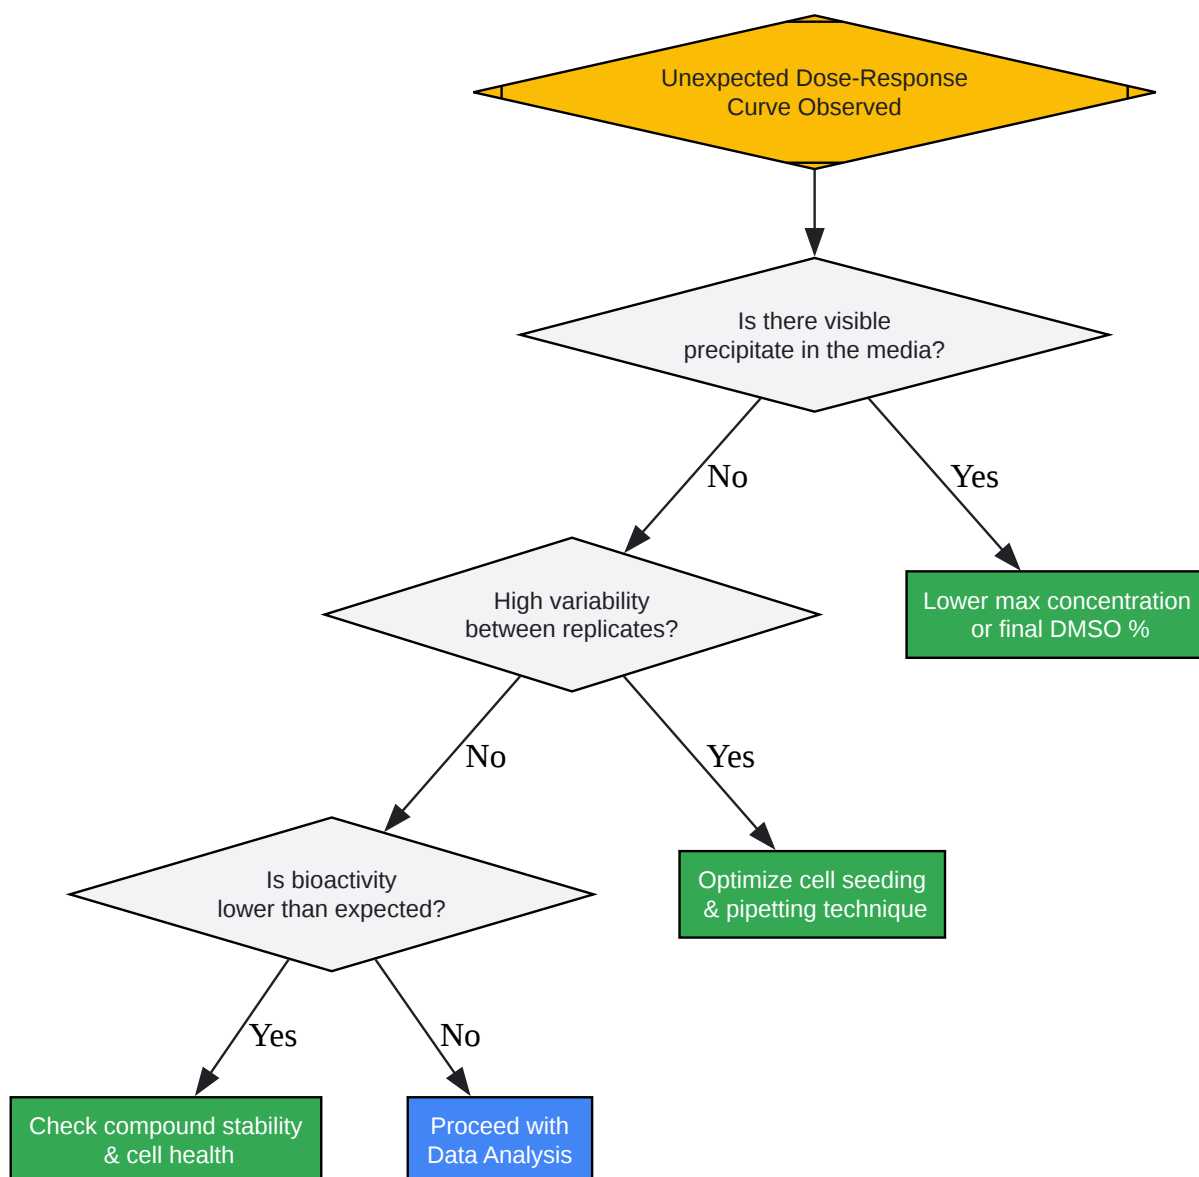 Unexpected Dose-Response
Curve Observed
Is there visible
precipitate in the media?
No
Yes
High variability
between replicates?
Lower max concentration
or final DMSO %
No
Yes
Is bioactivity
lower than expected?
Optimize cell seeding
& pipetting technique
Yes
No
Check compound stability
& cell health
Proceed with
Data Analysis